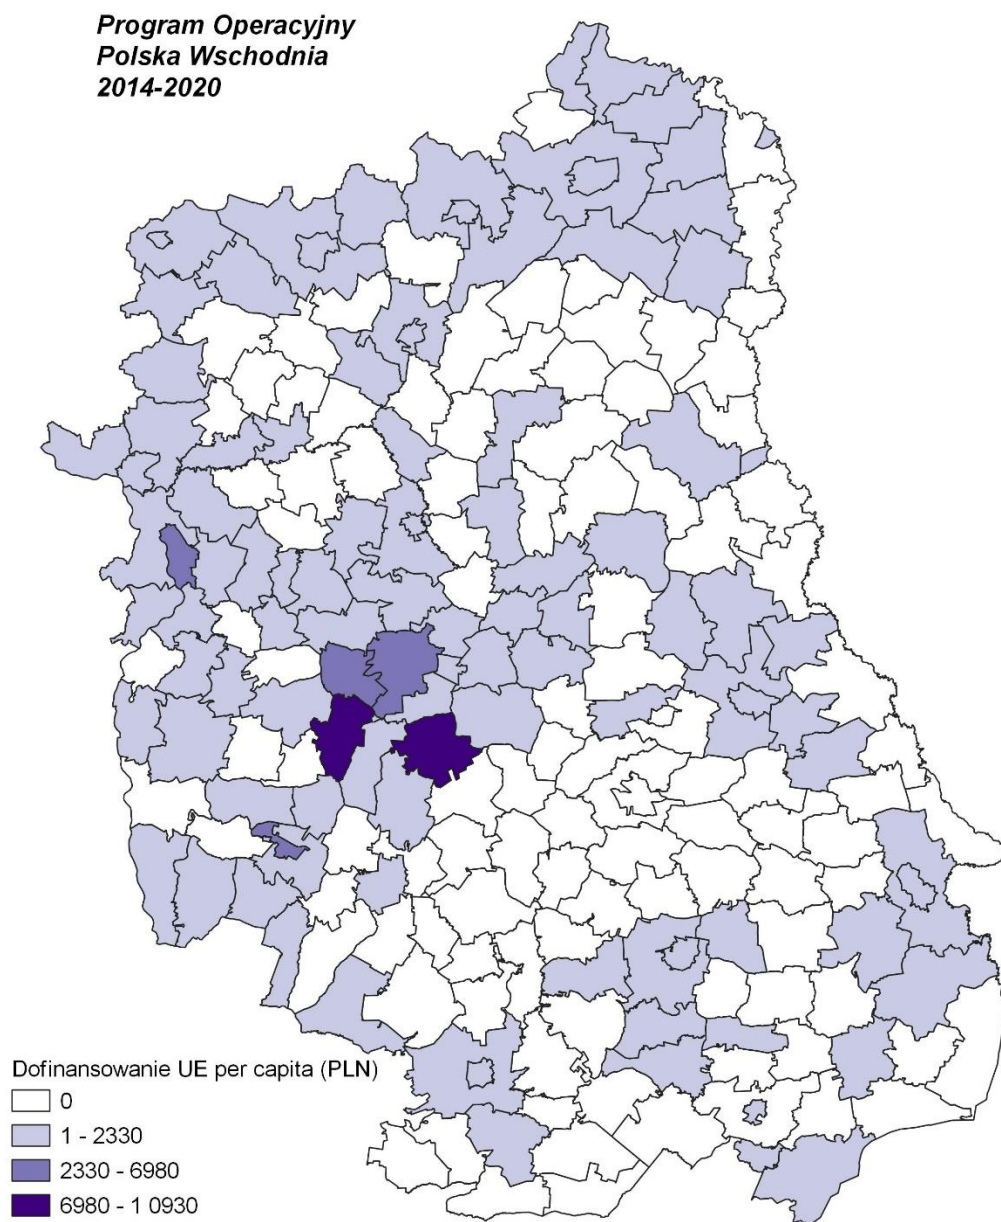 Program Operacyjny
Polska Wschodnia
2014-2020
Dofinansowanie UE per capita (PLN)
0
1 - 2330
2330 - 6980
6980 - 1 0930